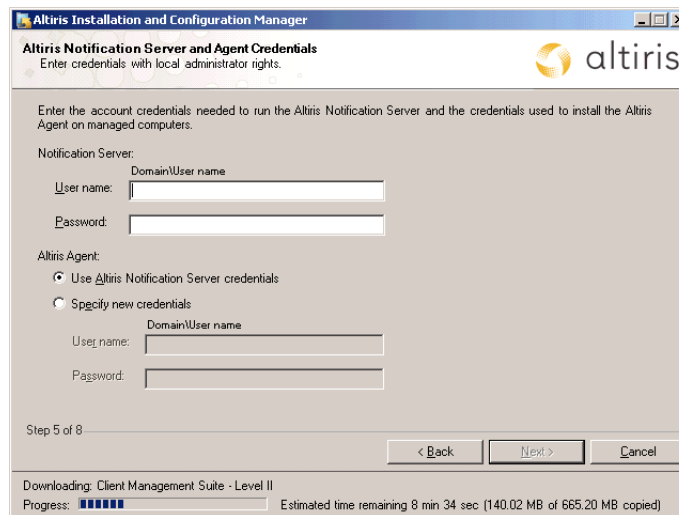 Altiris Installation and Configuration Manager
Altiris Notification Server and Agent Credentials
Enter credentials with local administrator rights.
altiris
Enter the account credentials needed to run the Altiris Notification Server and the credentials used to install the Altiris
Agent on managed computers.
Notification Server:
Domain\User name
User name:
Password:
Altiris Agent:
Use Altiris Notification Server credentials
Specify new credentials
Domain\User name
User name:
Password:
Step 5 of 8
< Back Next > Cancel
Downloading: Client Management Suite - Level II
Progress: Estimated time remaining 8 min 34 sec (140.02 MB of 665.20 MB copied)